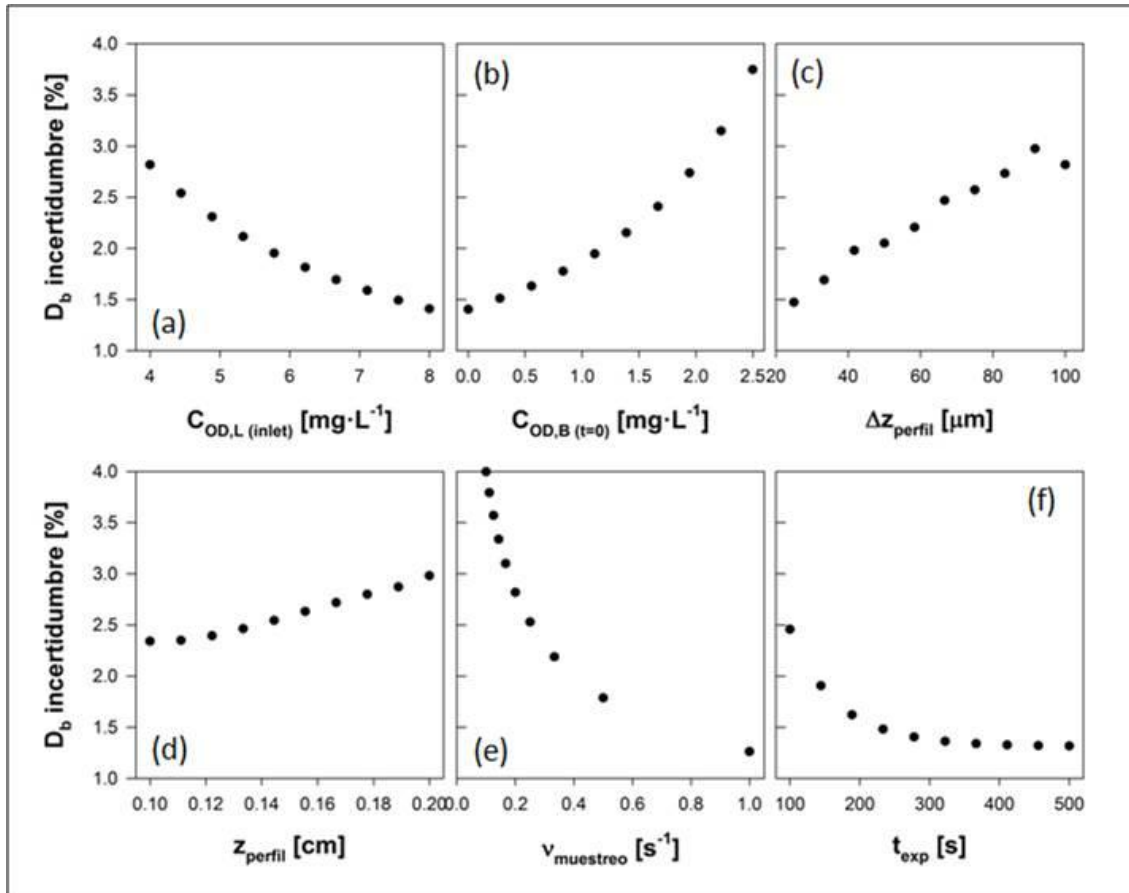 D_b incertidumbre [%]
4.0
3.5
3.0
2.5
2.0
1.5
1.0
(a)
(b)
(c)
4 5 6 7 8
0.0 0.5 1.0 1.5 2.0 2.5
20 40 60 80 100
C_OD,L (inlet) [mg·L⁻¹]
C_OD,B (t=0) [mg·L⁻¹]
Δz_perfil [μm]
D_b incertidumbre [%]
4.0
3.5
3.0
2.5
2.0
1.5
1.0
(d)
(e)
(f)
0.10 0.12 0.14 0.16 0.18 0.20
0.0 0.2 0.4 0.6 0.8 1.0
100 200 300 400 500
z_perfil [cm]
ν_muestreo [s⁻¹]
t_exp [s]